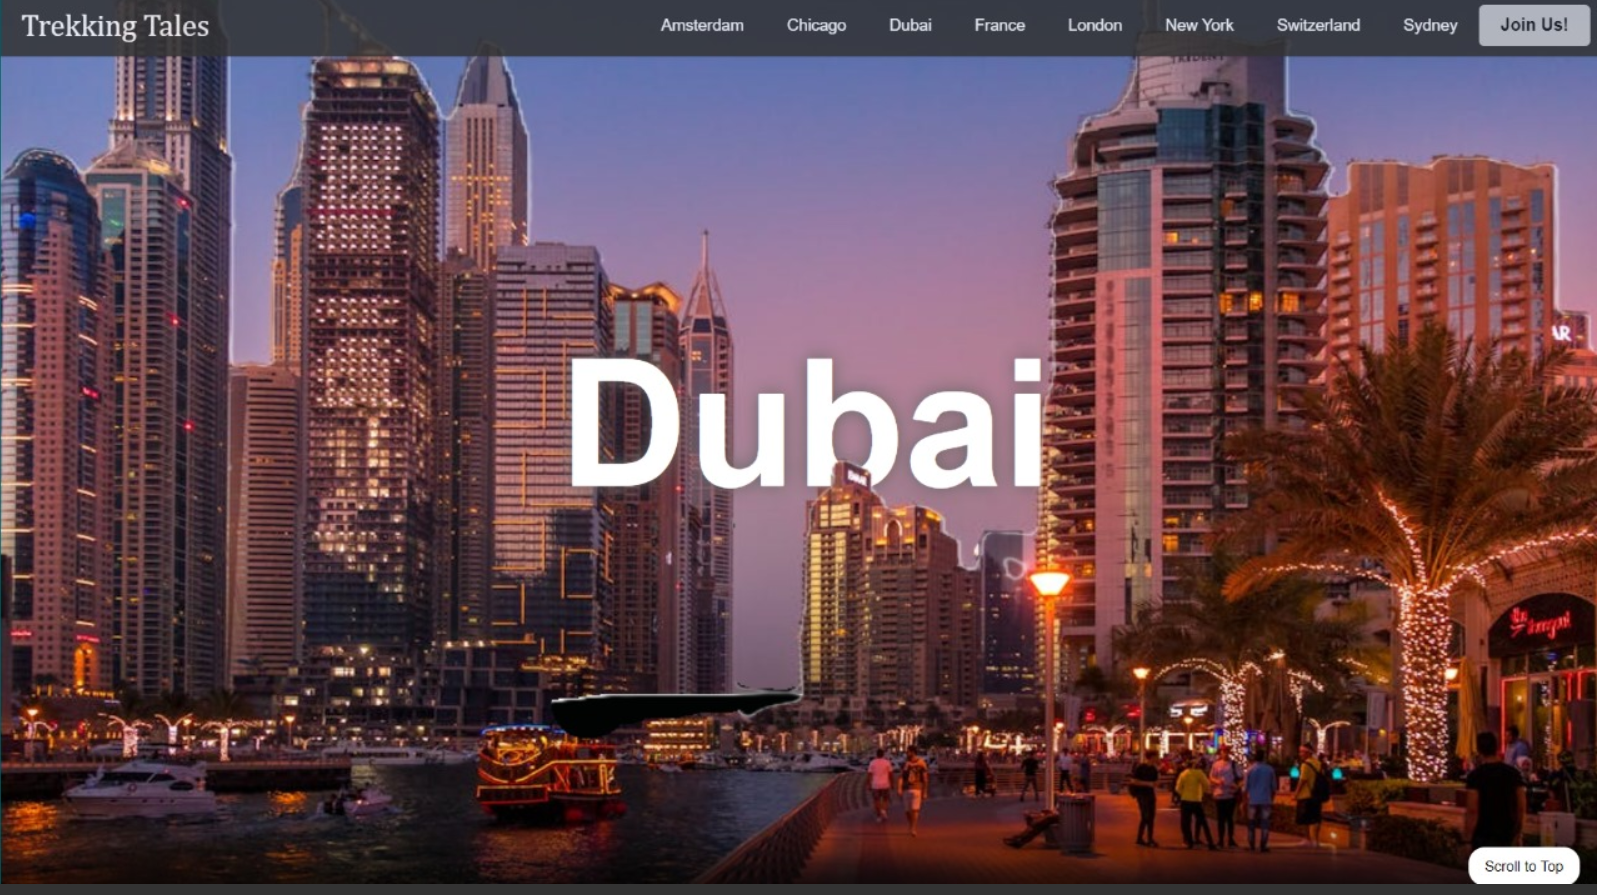 Trekking Tales
Amsterdam Chicago Dubai France London New York Switzerland Sydney Join Us!
Dubai
Scroll to Top